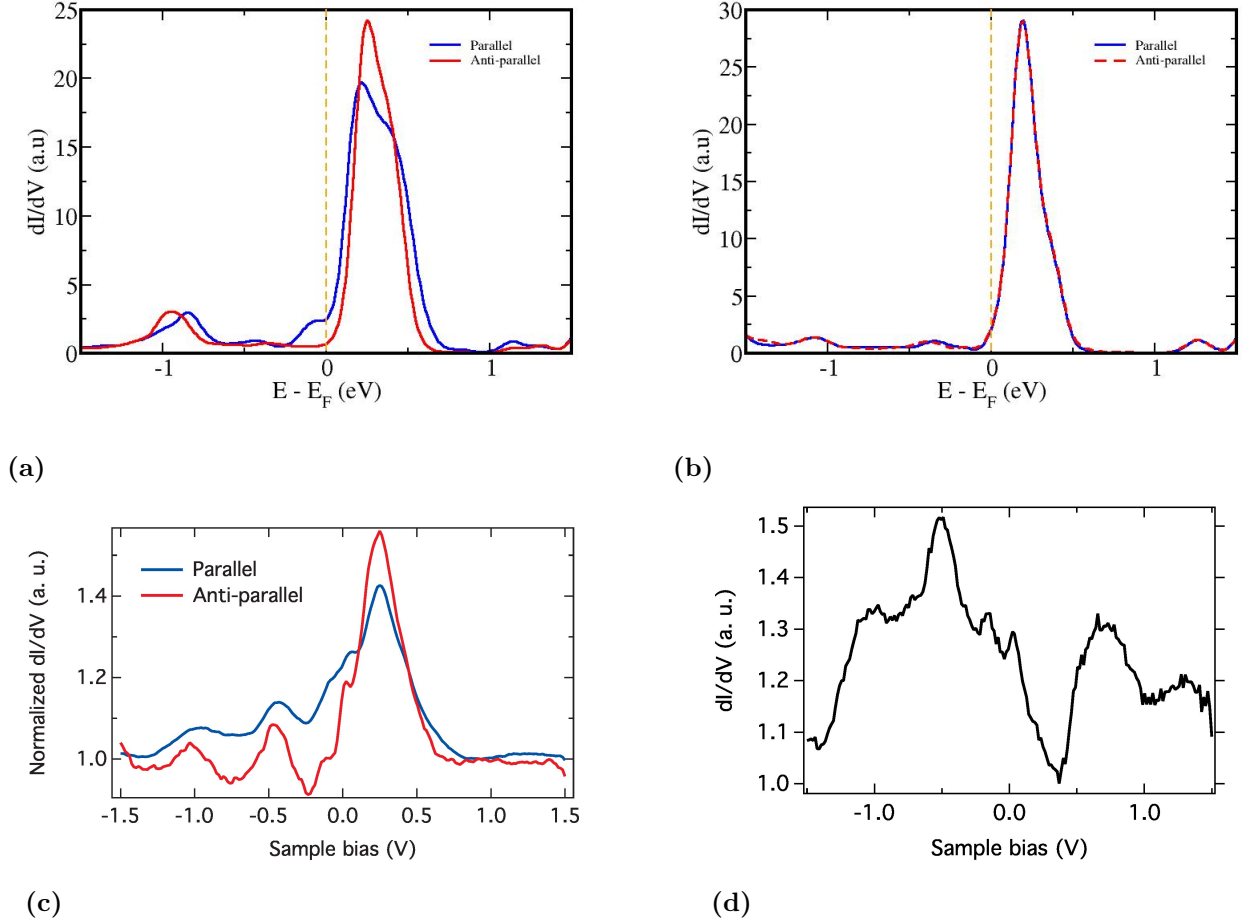 25
20
15
10
5
0
dI/dV (a.u)
Parallel
Anti-parallel
-1
0
1
E - E_F (eV)
(a)
30
25
20
15
10
5
0
dI/dV (a.u)
Parallel
Anti-parallel
-1
0
1
E - E_F (eV)
(b)
1.4
1.2
1.0
Normalized dI/dV (a. u.)
Parallel
Anti-parallel
-1.5
-1.0
-0.5
0.0
0.5
1.0
1.5
Sample bias (V)
(c)
1.5
1.4
1.3
1.2
1.1
1.0
dI/dV (a. u.)
-1.0
0.0
1.0
Sample bias (V)
(d)